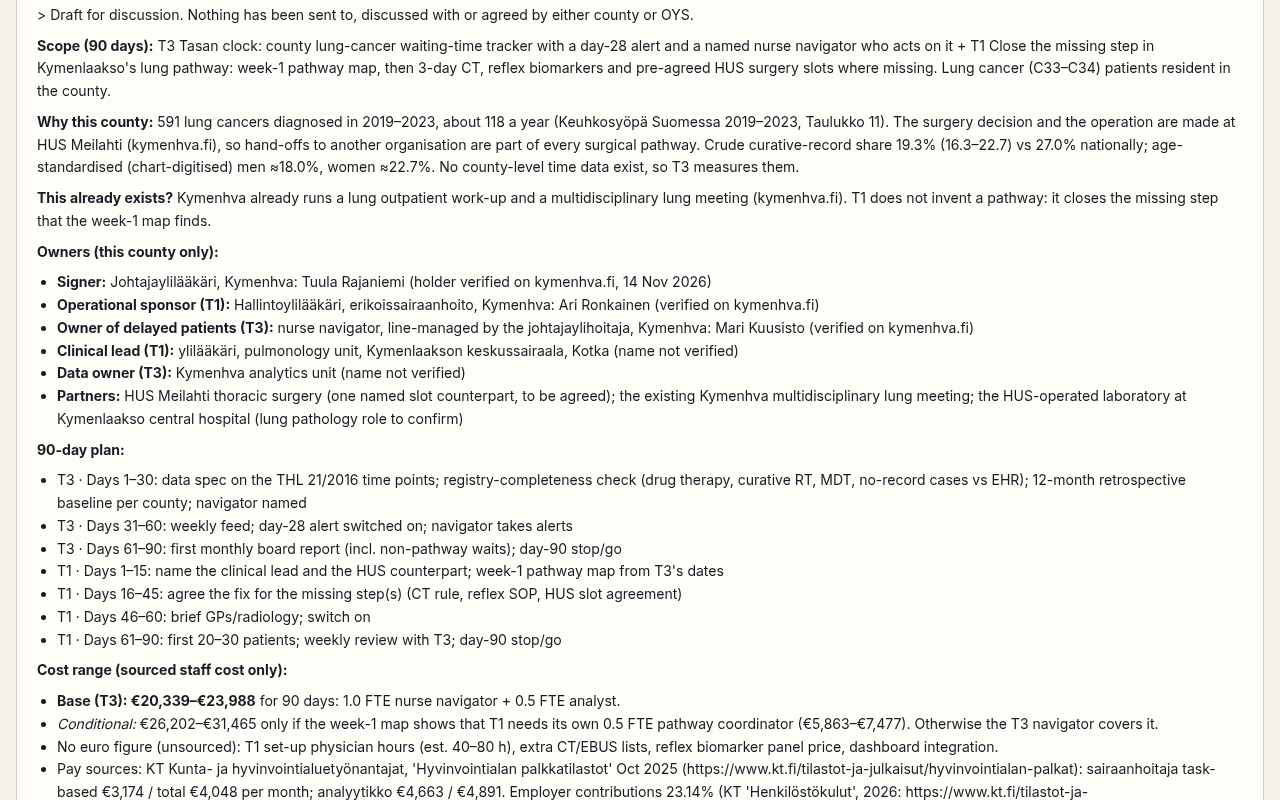 > Draft for discussion. Nothing has been sent to, discussed with or agreed by either county or OYS.
Scope (90 days): T3 Tasan clock: county lung-cancer waiting-time tracker with a day-28 alert and a named nurse navigator who acts on it + T1 Close the missing step in
Kymenlaakso's lung pathway: week-1 pathway map, then 3-day CT, reflex biomarkers and pre-agreed HUS surgery slots where missing. Lung cancer (C33–C34) patients resident in
the county.
Why this county: 591 lung cancers diagnosed in 2019–2023, about 118 a year (Keuhkosyöpä Suomessa 2019–2023, Taulukko 11). The surgery decision and the operation are made at
HUS Meilahti (kymenhva.fi), so hand-offs to another organisation are part of every surgical pathway. Crude curative-record share 19.3% (16.3–22.7) vs 27.0% nationally; age-
standardised (chart-digitised) men ≈18.0%, women ≈22.7%. No county-level time data exist, so T3 measures them.
This already exists? Kymenhva already runs a lung outpatient work-up and a multidisciplinary lung meeting (kymenhva.fi). T1 does not invent a pathway: it closes the missing step
that the week-1 map finds.
Owners (this county only):
• Signer: Johtajaylilääkäri, Kymenhva: Tuula Rajaniemi (holder verified on kymenhva.fi, 14 Nov 2026)
• Operational sponsor (T1): Hallintoylilääkäri, erikoissairaanhoito, Kymenhva: Ari Ronkainen (verified on kymenhva.fi)
• Owner of delayed patients (T3): nurse navigator, line-managed by the johtajaylihoitaja, Kymenhva: Mari Kuusisto (verified on kymenhva.fi)
• Clinical lead (T1): ylilääkäri, pulmonology unit, Kymenlaakson keskussairaala, Kotka (name not verified)
• Data owner (T3): Kymenhva analytics unit (name not verified)
• Partners: HUS Meilahti thoracic surgery (one named slot counterpart, to be agreed); the existing Kymenhva multidisciplinary lung meeting; the HUS-operated laboratory at
Kymenlaakso central hospital (lung pathology role to confirm)
90-day plan:
• T3 · Days 1–30: data spec on the THL 21/2016 time points; registry-completeness check (drug therapy, curative RT, MDT, no-record cases vs EHR); 12-month retrospective
baseline per county; navigator named
• T3 · Days 31–60: weekly feed; day-28 alert switched on; navigator takes alerts
• T3 · Days 61–90: first monthly board report (incl. non-pathway waits); day-90 stop/go
• T1 · Days 1–15: name the clinical lead and the HUS counterpart; week-1 pathway map from T3's dates
• T1 · Days 16–45: agree the fix for the missing step(s) (CT rule, reflex SOP, HUS slot agreement)
• T1 · Days 46–60: brief GPs/radiology; switch on
• T1 · Days 61–90: first 20–30 patients; weekly review with T3; day-90 stop/go
Cost range (sourced staff cost only):
• Base (T3): €20,339–€23,988 for 90 days: 1.0 FTE nurse navigator + 0.5 FTE analyst.
• Conditional: €26,202–€31,465 only if the week-1 map shows that T1 needs its own 0.5 FTE pathway coordinator (€5,863–€7,477). Otherwise the T3 navigator covers it.
• No euro figure (unsourced): T1 set-up physician hours (est. 40–80 h), extra CT/EBUS lists, reflex biomarker panel price, dashboard integration.
• Pay sources: KT Kunta- ja hyvinvointialuetyönantajat, 'Hyvinvointialan palkkatilastot' Oct 2025 (https://www.kt.fi/tilastot-ja-julkaisut/hyvinvointialan-palkat): sairaanhoitaja task-
based €3,174 / total €4,048 per month; analyytikko €4,663 / €4,891. Employer contributions 23.14% (KT 'Henkilöstökulut', 2026: https://www.kt.fi/tilastot-ja-